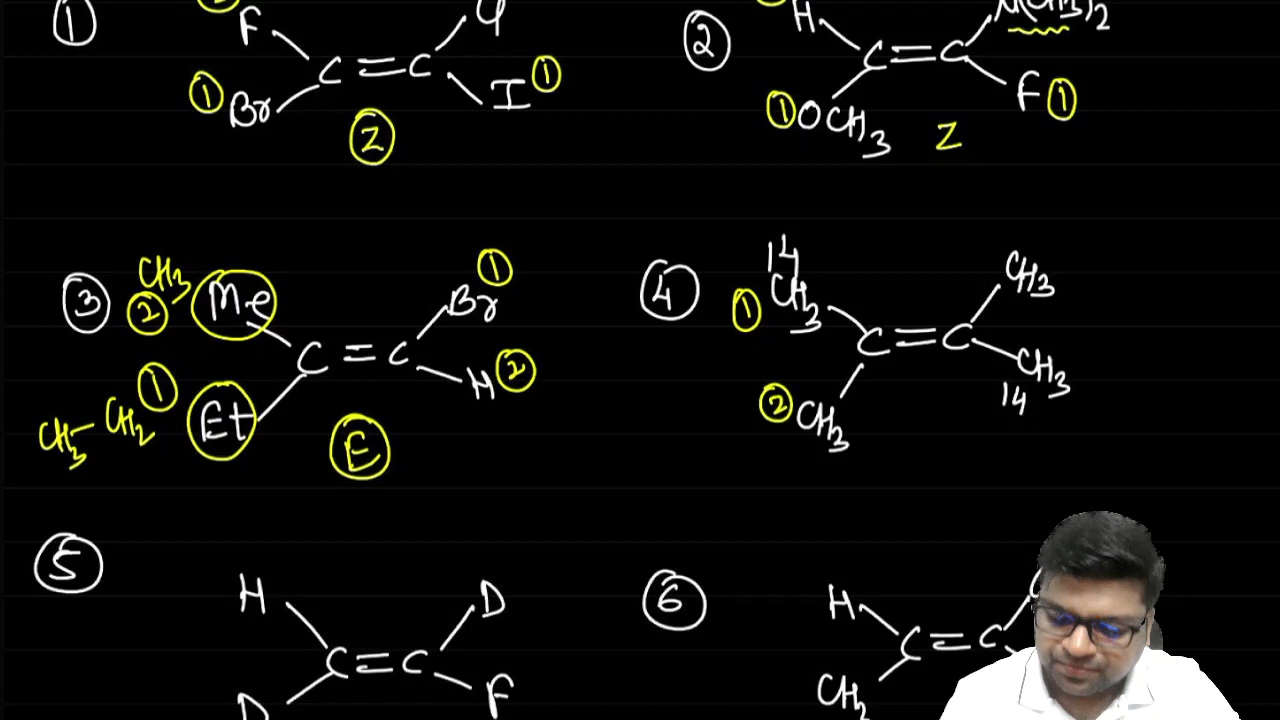 ① F Cl
C = C
① Br I ①
Z
② H N(CH3)2
C = C
① OCH3 F ①
Z
③ CH3 ② Me Br ①
C = C
H ②
CH3-CH2 ① Et
E
④ 14
① CH3 CH3
C = C
② CH3 CH3
14
⑤ H D
C = C
D F
⑥ H
C = C
CH3